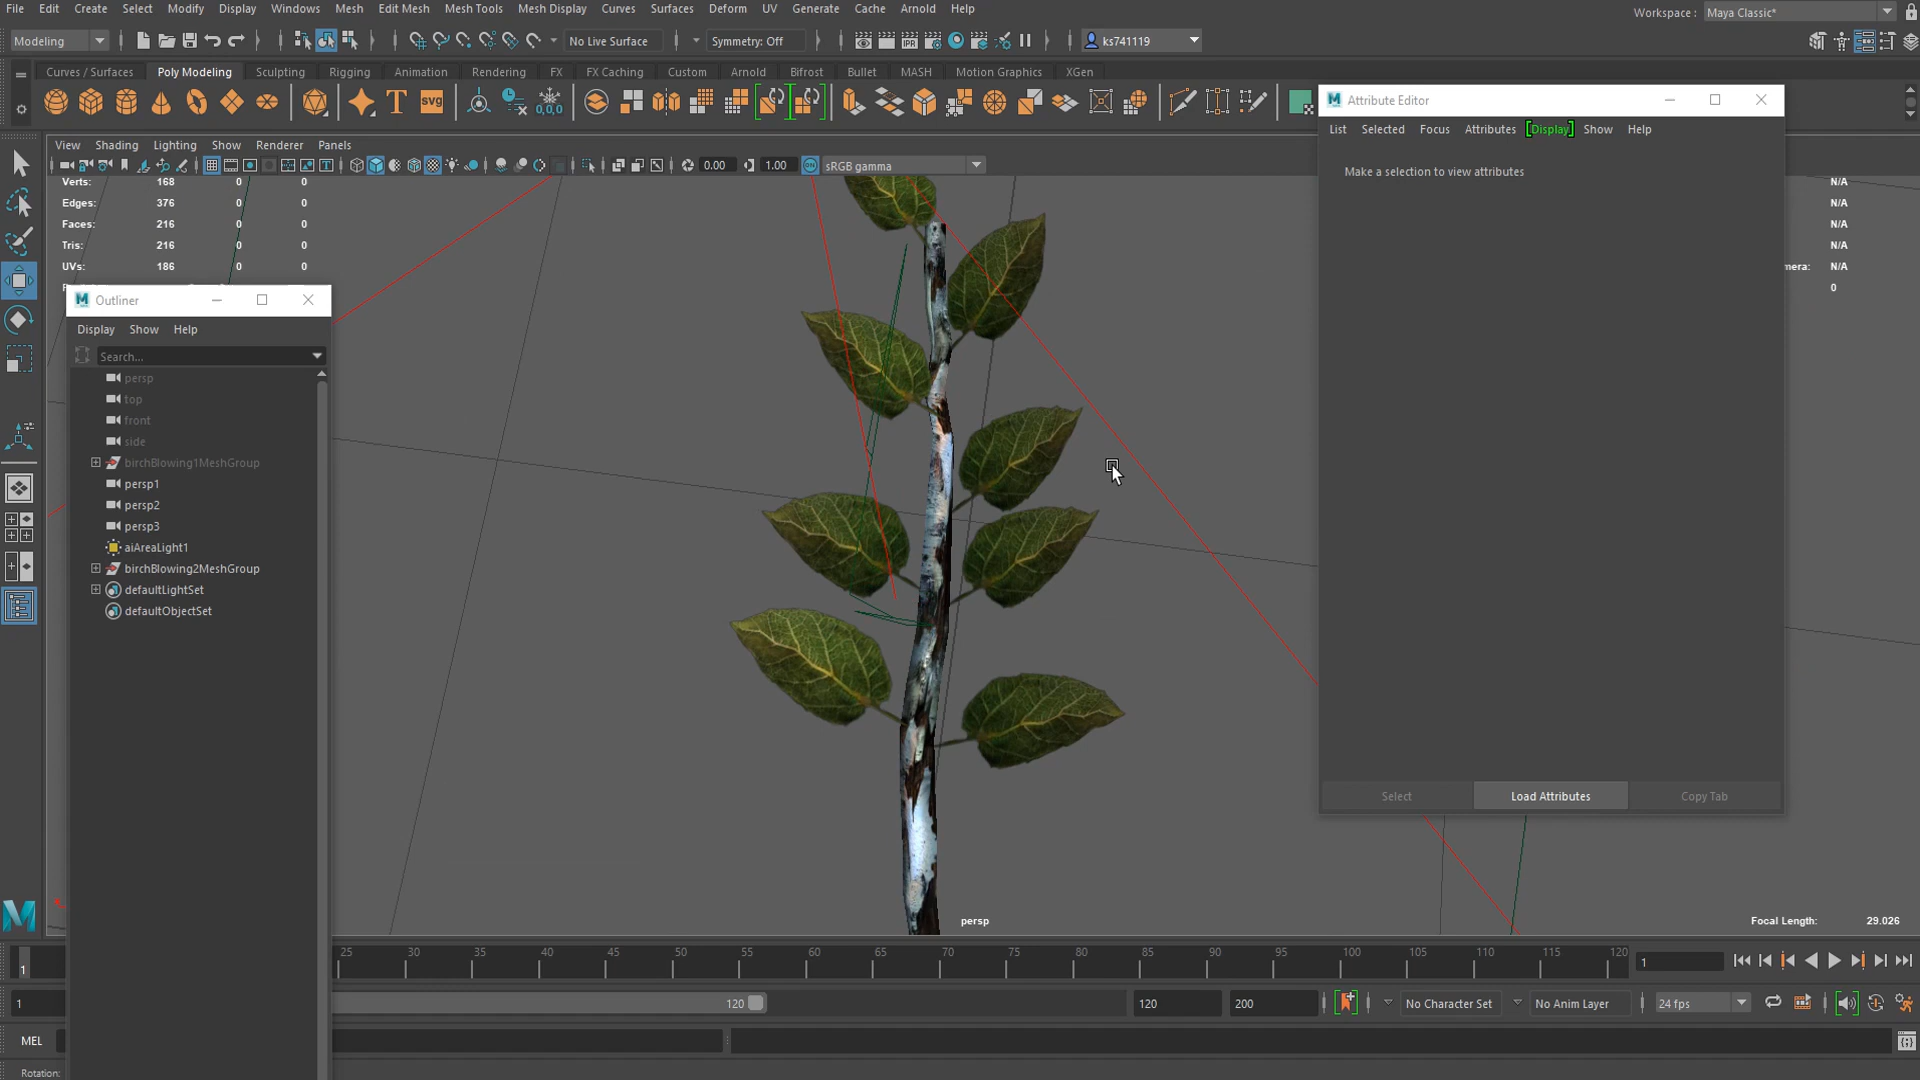 File Edit Create Select Modify Display Windows Mesh Edit Mesh Mesh Tools Mesh Display Curves Surfaces Deform UV Generate Cache Arnold Help
Workspace : Maya Classic*
Modeling No Live Surface Symmetry: Off ks741119
Curves / Surfaces Poly Modeling Sculpting Rigging Animation Rendering FX FX Caching Custom Arnold Bifrost Bullet MASH Motion Graphics XGen
T SVG 0,0,0
Attribute Editor
List Selected Focus Attributes [Display] Show Help
View Shading Lighting Show Renderer Panels
0.00 1.00 ON sRGB gamma
Make a selection to view attributes
Verts: 168 0 0 N/A
Edges: 376 0 0 N/A
Faces: 216 0 0 N/A
Tris: 216 0 0 N/A
UVs: 186 0 0 mera: N/A
0
Outliner
Display Show Help
Search...
persp
top
front
side
birchBlowing1MeshGroup
persp1
persp2
persp3
aiAreaLight1
birchBlowing2MeshGroup
defaultLightSet
defaultObjectSet
Select Load Attributes Copy Tab
persp
Focal Length: 29.026
1 25 30 35 40 45 50 55 60 65 70 75 80 85 90 95 100 105 110 115 120 1
1 120 120 200 No Character Set No Anim Layer 24 fps
MEL
Rotation: